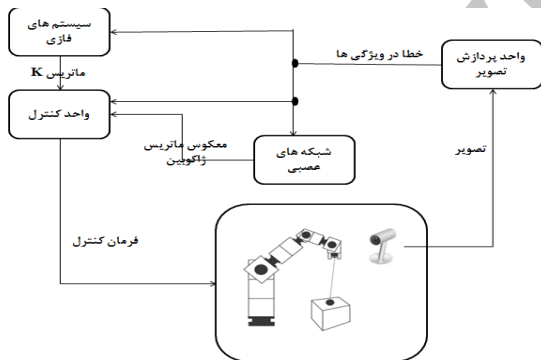 سیستم های
فازی
ماتریس K
واحد کنترل
خطا در ویژگی ها
واحد پردازش
تصویر
معکوس ماتریس
ژاکوبین
شبکه های
عصبی
تصویر
فرمان کنترل